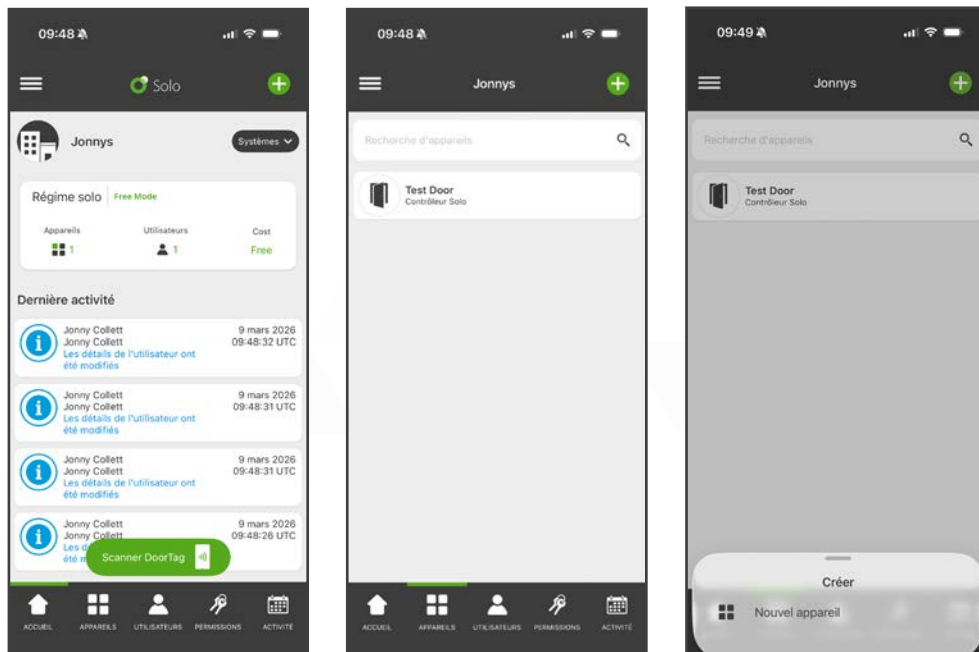 09:48
Solo
Jonnys
Systèmes
Régime solo Free Mode
Appareils Utilisateurs Cost
1 1 Free
Dernière activité
Jonny Collett 9 mars 2026
Jonny Collett 09:48:32 UTC
Les détails de l'utilisateur ont
été modifiés
Jonny Collett 9 mars 2026
Jonny Collett 09:48:31 UTC
Les détails de l'utilisateur ont
été modifiés
Jonny Collett 9 mars 2026
Jonny Collett 09:48:31 UTC
Les détails de l'utilisateur ont
été modifiés
Jonny Collett 9 mars 2026
Jonny Collett 09:48:26 UTC
Les
été
Scanner DoorTag
ACCUEIL APPAREILS UTILISATEURS PERMISSIONS ACTIVITÉ
09:48
Jonnys
Recherche d'appareils
Test Door
Contrôleur Solo
ACCUEIL APPAREILS UTILISATEURS PERMISSIONS ACTIVITÉ
09:49
Jonnys
Recherche d'appareils
Test Door
Contrôleur Solo
Créer
Nouvel appareil